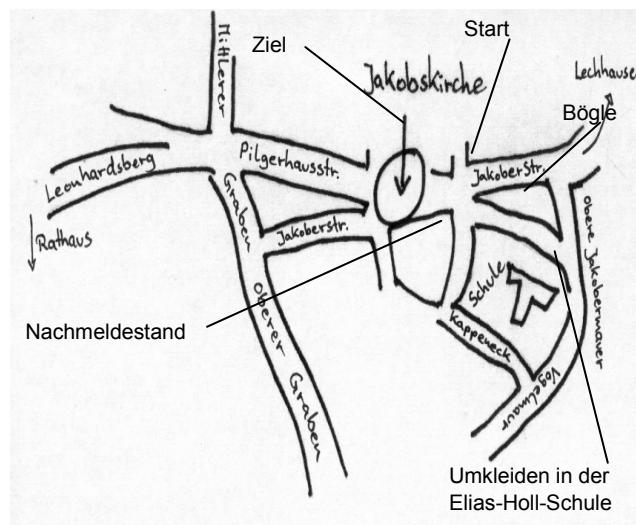 Ziel
Start
Mittlerer
Jakobskirche
Lechhause
Bögle
Leonhardsberg
Pilgerhausstr.
Jakoberstr.
Graben
Rathaus
Jakoberstr.
Obere Jakobermauer
Schule
Nachmeldestand
Oberer Graben
Kappeneck
Vogelmaur
Umkleiden in der
Elias-Holl-Schule